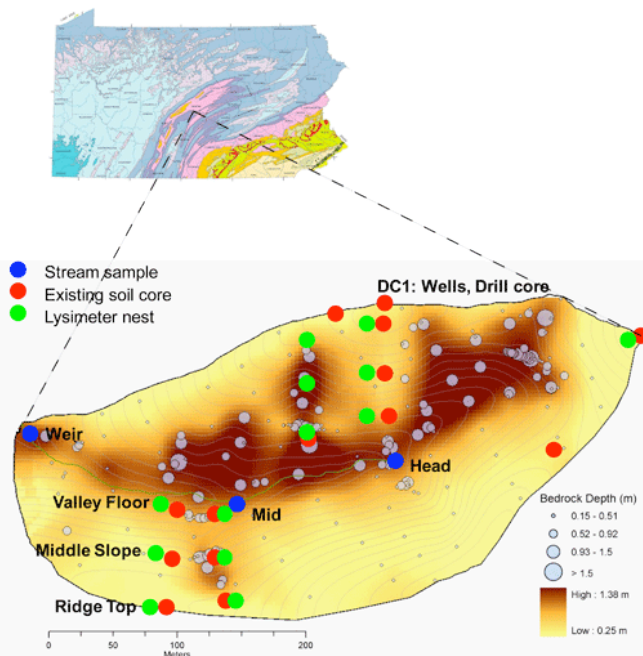 Stream sample
Existing soil core
Lysimeter nest
DC1: Wells, Drill core
Weir
Head
Valley Floor
Mid
Middle Slope
Ridge Top
Bedrock Depth (m)
0.15 - 0.51
0.52 - 0.92
0.93 - 1.5
> 1.5
High : 1.38 m
Low : 0.25 m
0 50 100 150 200
Meters